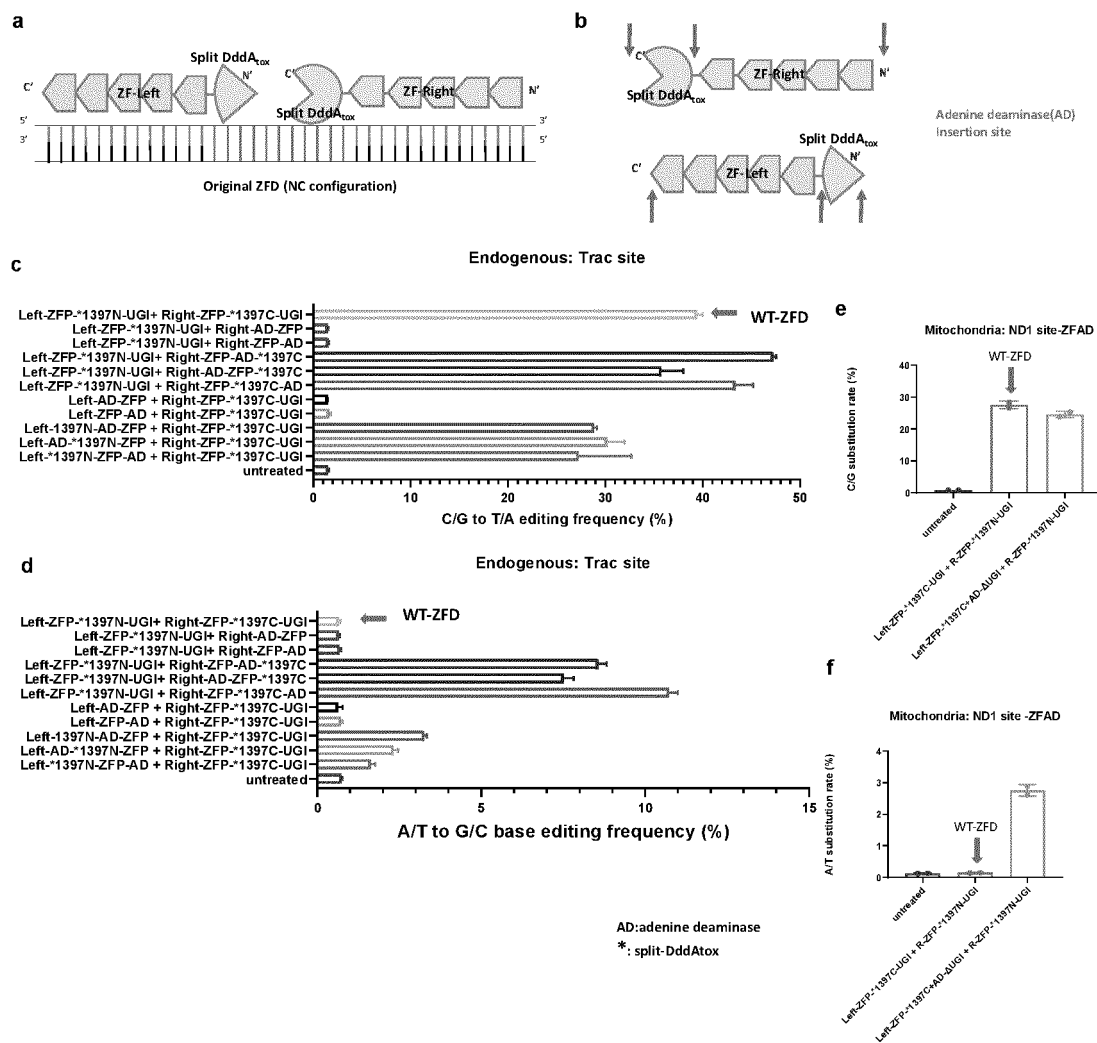 a
Split DddAtox
N'
C'
ZF-Left
C'
Split DddAtox
ZF-Right
N'
5'
3'
3'
5'
Original ZFD (NC configuration)
b
C'
Split DddAtox
ZF-Right
N'
Split DddAtox
N'
C'
ZF-Left
Adenine deaminase(AD)
Insertion site
c
Endogenous: Trac site
Left-ZFP-*1397N-UGI+ Right-ZFP-*1397C-UGI
Left-ZFP-*1397N-UGI+ Right-AD-ZFP
Left-ZFP-*1397N-UGI+ Right-ZFP-AD
Left-ZFP-*1397N-UGI+ Right-ZFP-AD-*1397C
Left-ZFP-*1397N-UGI+ Right-AD-ZFP-*1397C
Left-ZFP-*1397N-UGI + Right-ZFP-*1397C-AD
Left-AD-ZFP + Right-ZFP-*1397C-UGI
Left-ZFP-AD + Right-ZFP-*1397C-UGI
Left-1397N-AD-ZFP + Right-ZFP-*1397C-UGI
Left-AD-*1397N-ZFP + Right-ZFP-*1397C-UGI
Left-*1397N-ZFP-AD + Right-ZFP-*1397C-UGI
untreated
WT-ZFD
0 10 20 30 40 50
C/G to T/A editing frequency (%)
d
Endogenous: Trac site
Left-ZFP-*1397N-UGI+ Right-ZFP-*1397C-UGI
Left-ZFP-*1397N-UGI+ Right-AD-ZFP
Left-ZFP-*1397N-UGI+ Right-ZFP-AD
Left-ZFP-*1397N-UGI+ Right-ZFP-AD-*1397C
Left-ZFP-*1397N-UGI+ Right-AD-ZFP-*1397C
Left-ZFP-*1397N-UGI + Right-ZFP-*1397C-AD
Left-AD-ZFP + Right-ZFP-*1397C-UGI
Left-ZFP-AD + Right-ZFP-*1397C-UGI
Left-1397N-AD-ZFP + Right-ZFP-*1397C-UGI
Left-AD-*1397N-ZFP + Right-ZFP-*1397C-UGI
Left-*1397N-ZFP-AD + Right-ZFP-*1397C-UGI
untreated
WT-ZFD
0 5 10 15
A/T to G/C base editing frequency (%)
AD:adenine deaminase
*: split-DddAtox
e
Mitochondria: ND1 site-ZFAD
WT-ZFD
C/G substitution rate (%)
40
30
20
10
0
untreated
Left-ZFP-*1397C-UGI + R-ZFP-*1397N-UGI
Left-ZFP-*1397C+AD-ΔUGI + R-ZFP-*1397N-UGI
f
Mitochondria: ND1 site -ZFAD
WT-ZFD
A/T substitution rate (%)
4
3
2
1
0
untreated
Left-ZFP-*1397C-UGI + R-ZFP-*1397N-UGI
Left-ZFP-*1397C+AD-ΔUGI + R-ZFP-*1397N-UGI